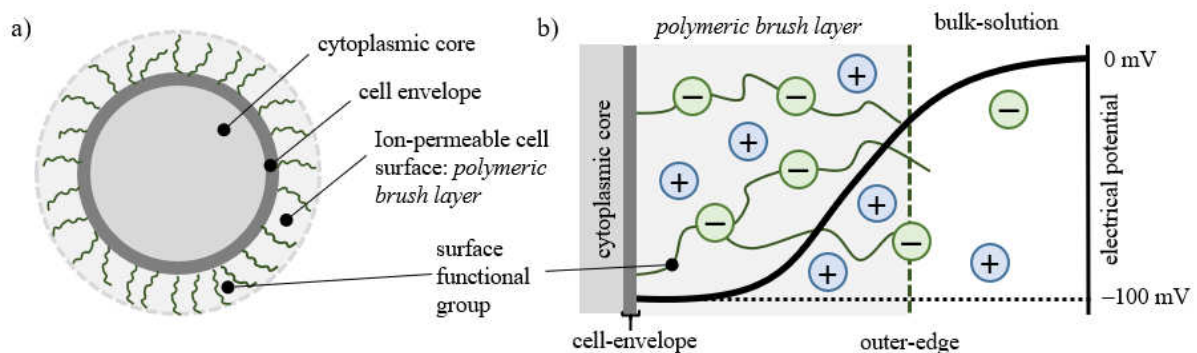 a)
cytoplasmic core
cell envelope
Ion-permeable cell
surface: polymeric
brush layer
surface
functional
group
b)
polymeric brush layer
bulk-solution
cytoplasmic core
− − + − + + − + − + + −
0 mV
electrical potential
−100 mV
cell-envelope
outer-edge